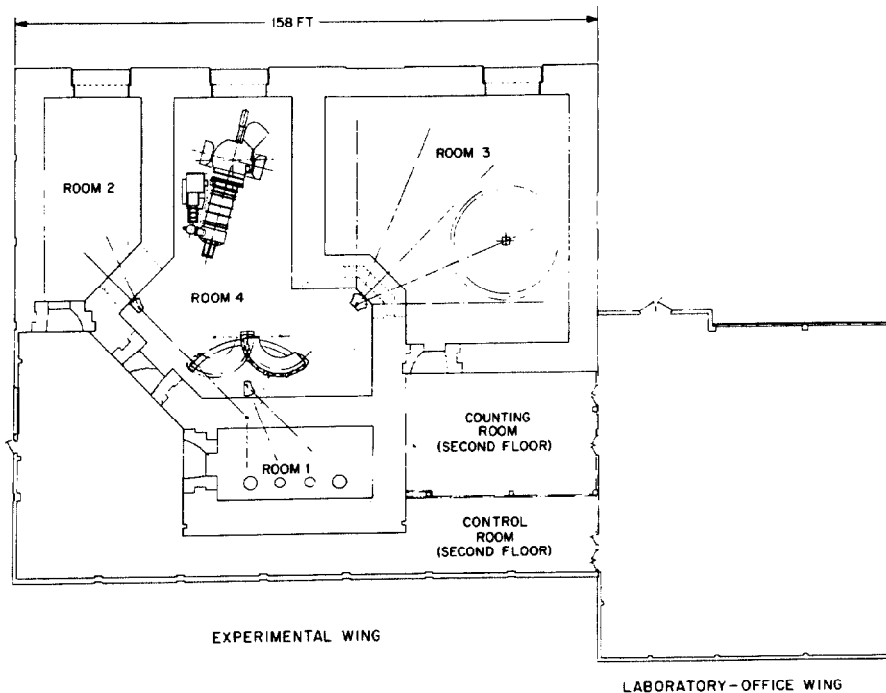 158 FT
ROOM 2
ROOM 3
ROOM 4
ROOM 1
COUNTING
ROOM
(SECOND FLOOR)
CONTROL
ROOM
(SECOND FLOOR)
EXPERIMENTAL WING
LABORATORY-OFFICE WING